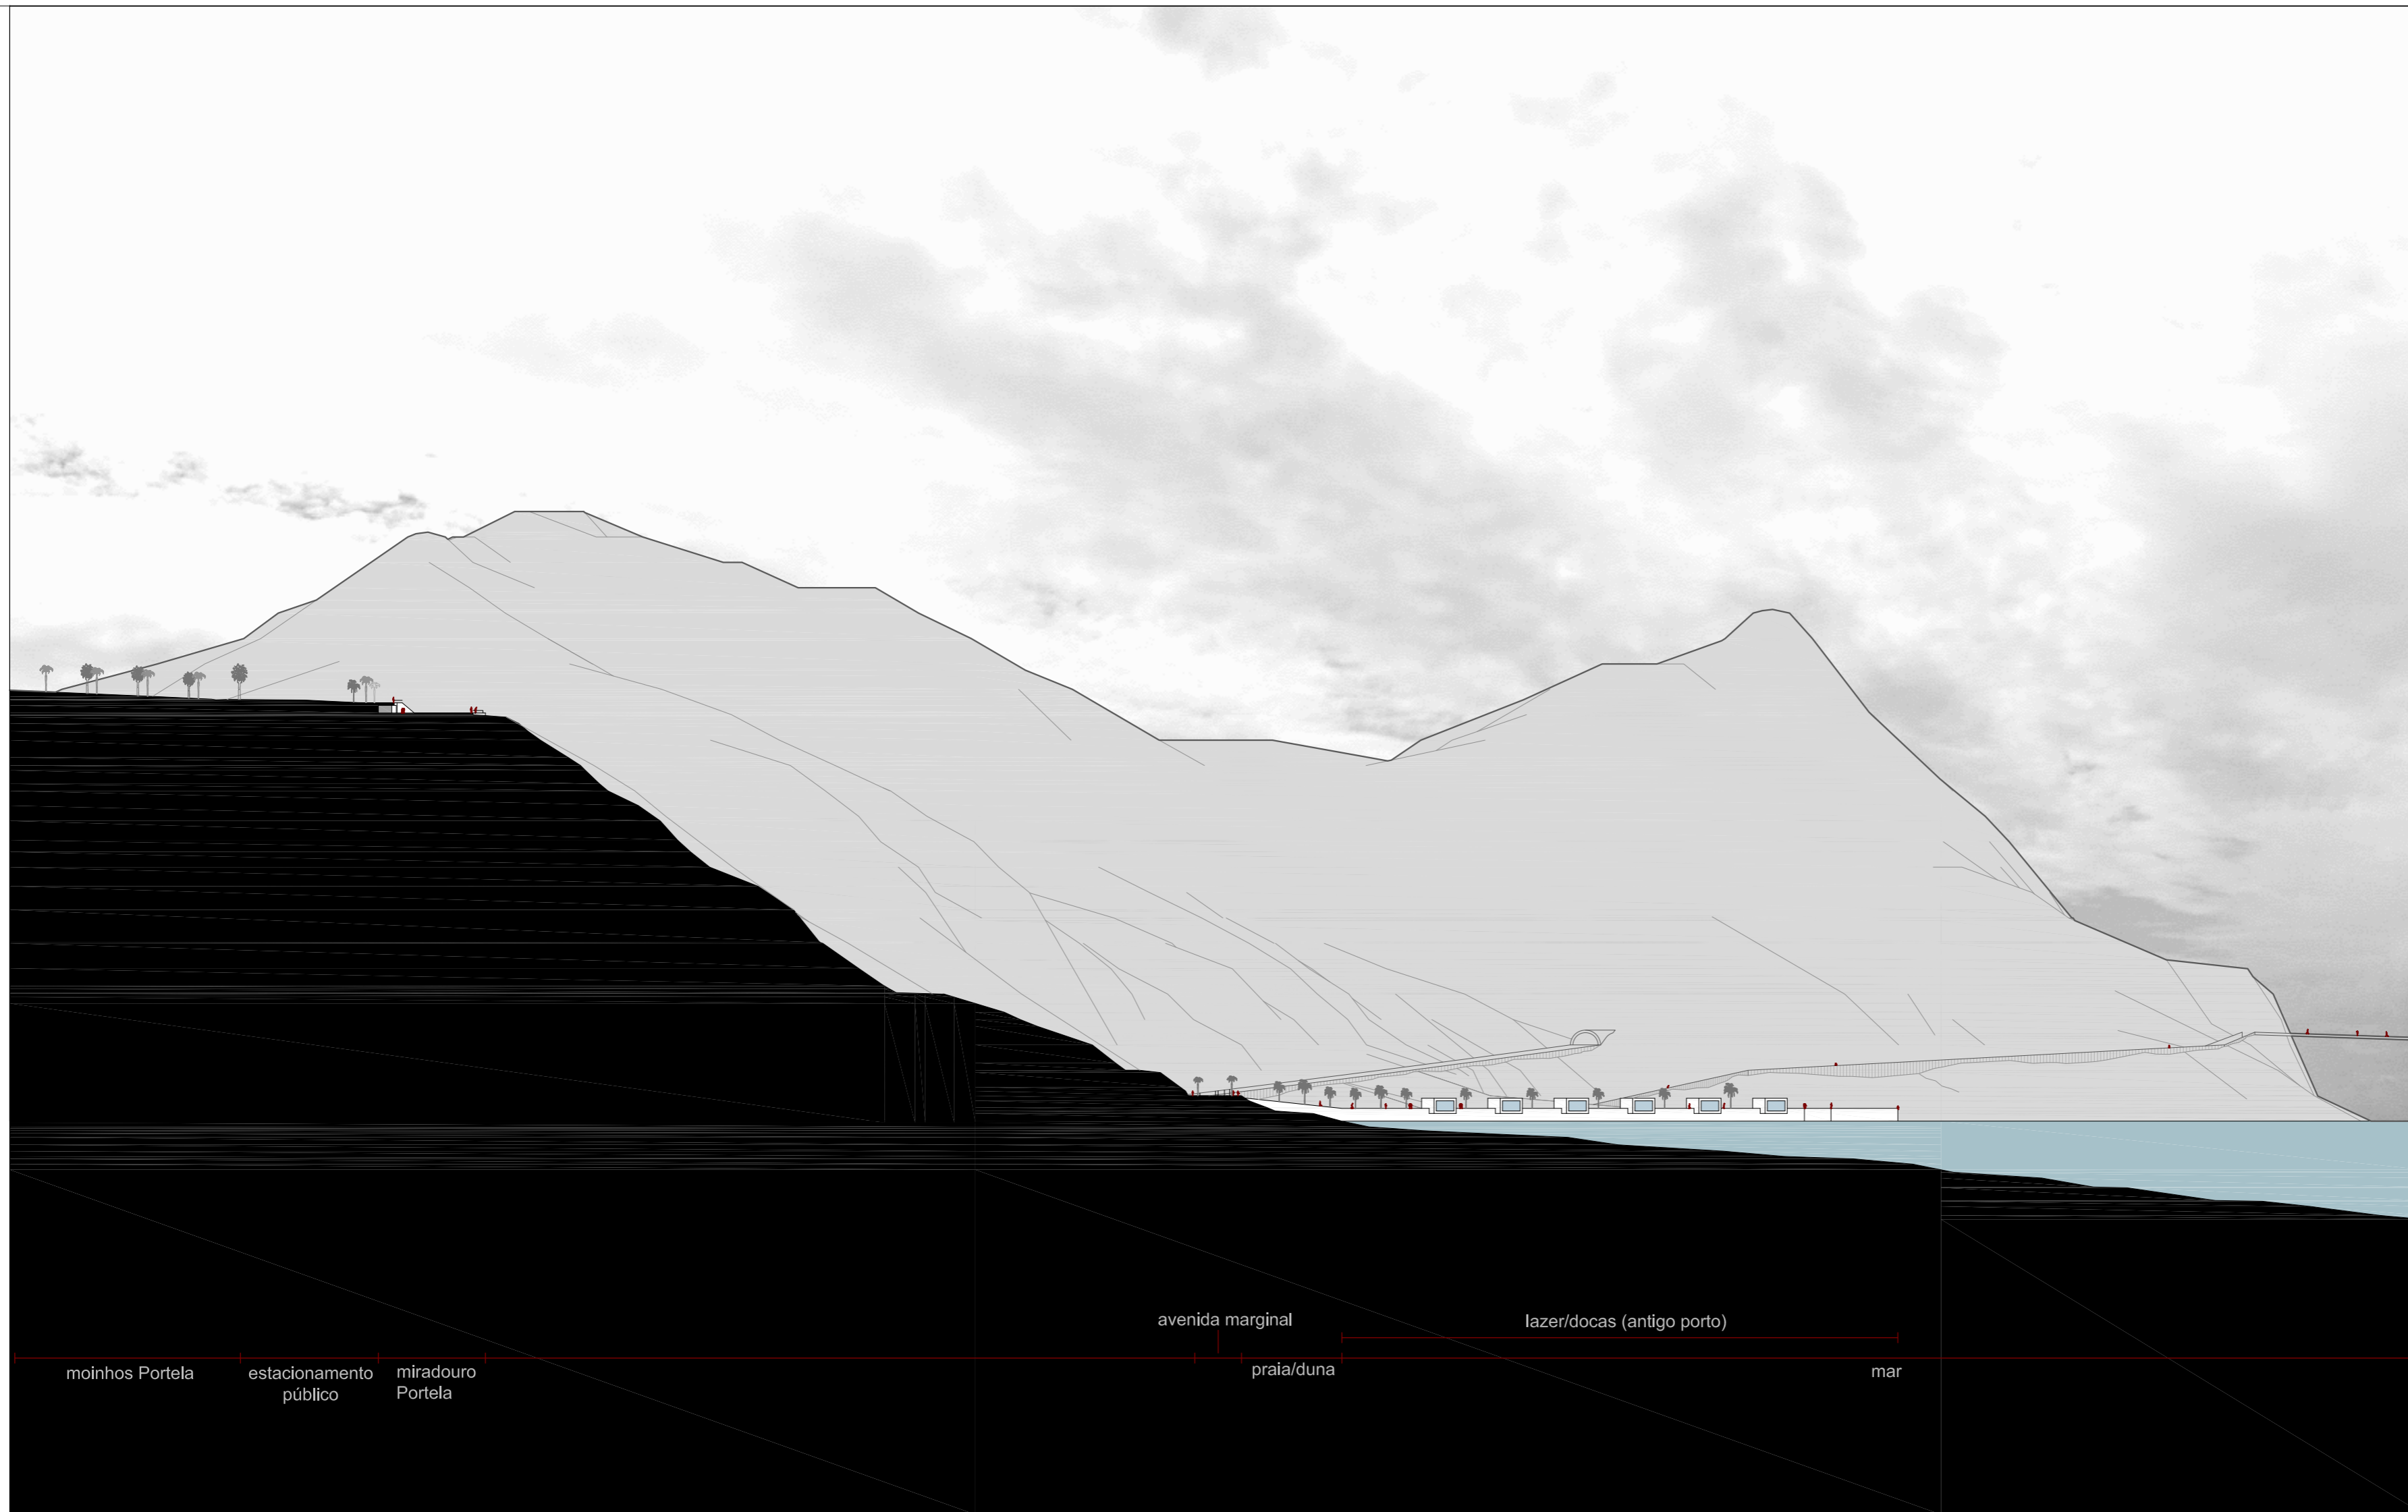 avenida marginal
lazer/docas (antigo porto)
moinhos Portela
estacionamento
público
miradouro
Portela
praia/duna
mar